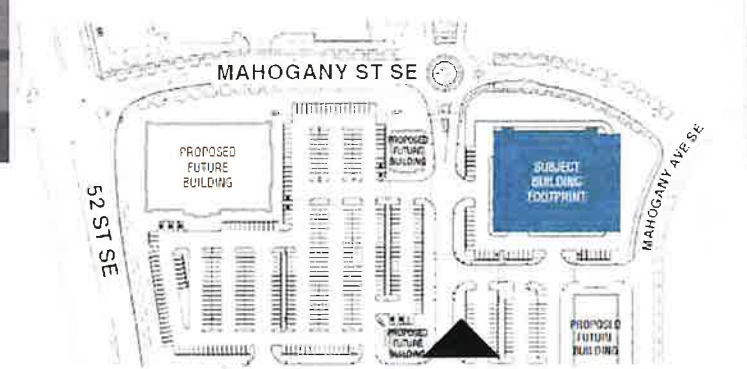 MAHOGANY ST SE
PROPOSED
FUTURE
BUILDING
PROPOSED
FUTURE
BUILDING
SUBJECT
BUILDING
FOOTPRINT
MAHOGANY AVE SE
52 ST SE
PROPOSED
FUTURE
BUILDING
PROPOSED
FUTURE
BUILDING